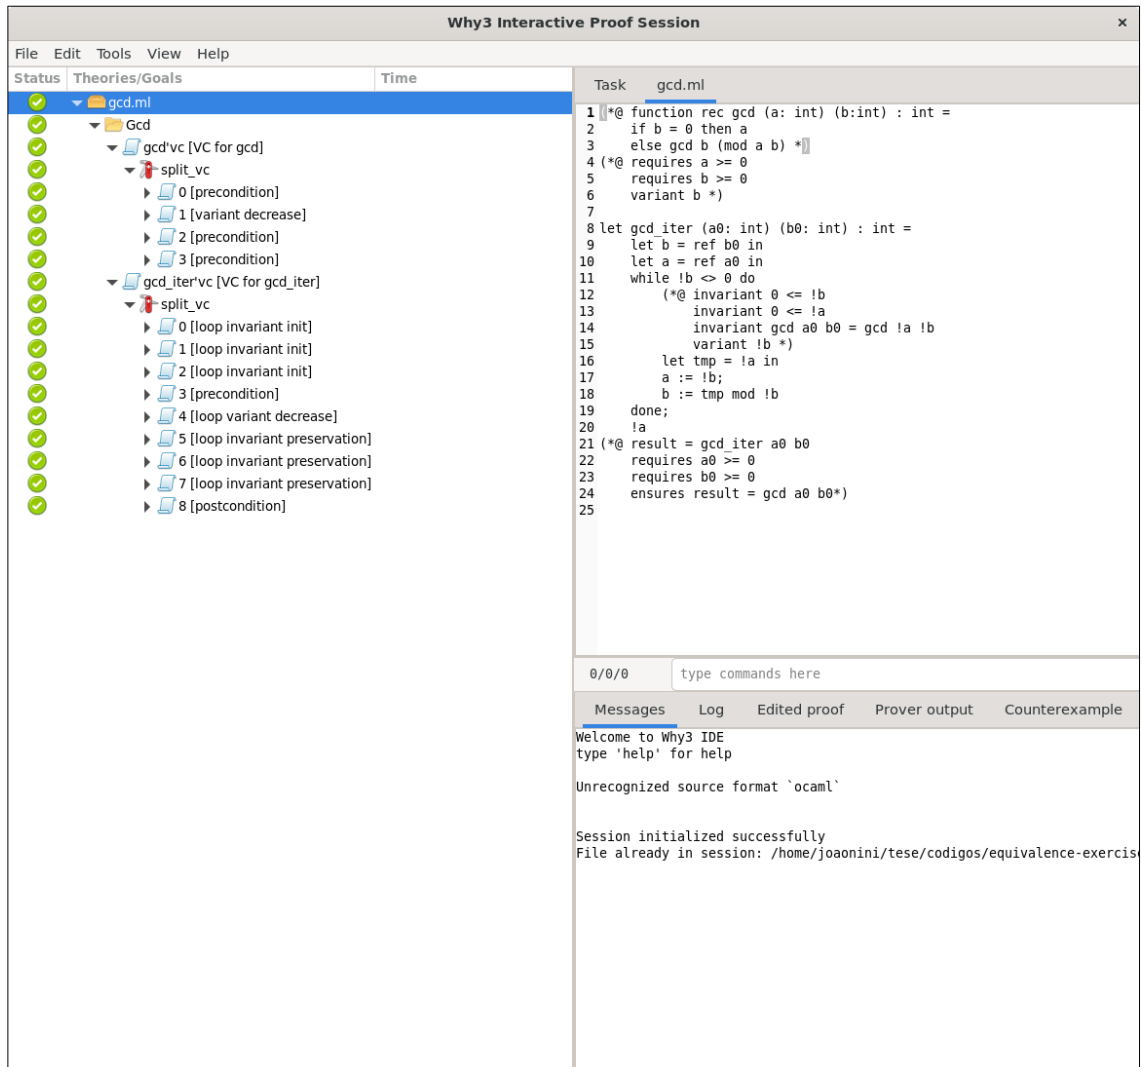 Why3 Interactive Proof Session ×
File Edit Tools View Help
Status Theories/Goals Time
gcd.ml
Gcd
gcd'vc [VC for gcd]
split_vc
0 [precondition]
1 [variant decrease]
2 [precondition]
3 [precondition]
gcd_iter'vc [VC for gcd_iter]
split_vc
0 [loop invariant init]
1 [loop invariant init]
2 [loop invariant init]
3 [precondition]
4 [loop variant decrease]
5 [loop invariant preservation]
6 [loop invariant preservation]
7 [loop invariant preservation]
8 [postcondition]
Task gcd.ml
1 (*@ function rec gcd (a: int) (b:int) : int =
2     if b = 0 then a
3     else gcd b (mod a b) *)
4 (*@ requires a >= 0
5     requires b >= 0
6     variant b *)
7
8 let gcd_iter (a0: int) (b0: int) : int =
9     let b = ref b0 in
10     let a = ref a0 in
11     while !b <> 0 do
12         (*@ invariant 0 <= !b
13             invariant 0 <= !a
14             invariant gcd a0 b0 = gcd !a !b
15             variant !b *)
16         let tmp = !a in
17         a := !b;
18         b := tmp mod !b
19     done;
20     !a
21 (*@ result = gcd_iter a0 b0
22     requires a0 >= 0
23     requires b0 >= 0
24     ensures result = gcd a0 b0*)
25
0/0/0 type commands here
Messages Log Edited proof Prover output Counterexample
Welcome to Why3 IDE
type 'help' for help
Unrecognized source format `ocaml`
Session initialized successfully
File already in session: /home/joaonini/tese/codigos/equivalence-exercis